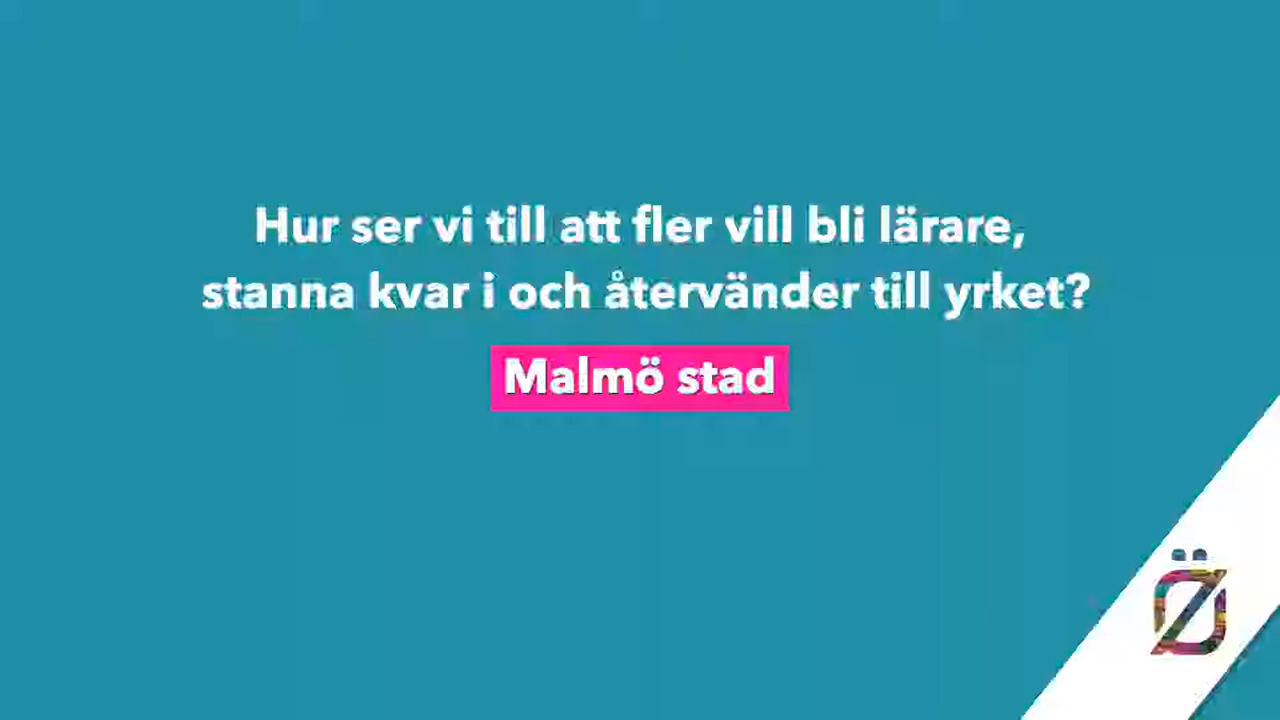 Hur ser vi till att fler vill bli lärare,
stanna kvar i och återvänder till yrket?
Malmö stad